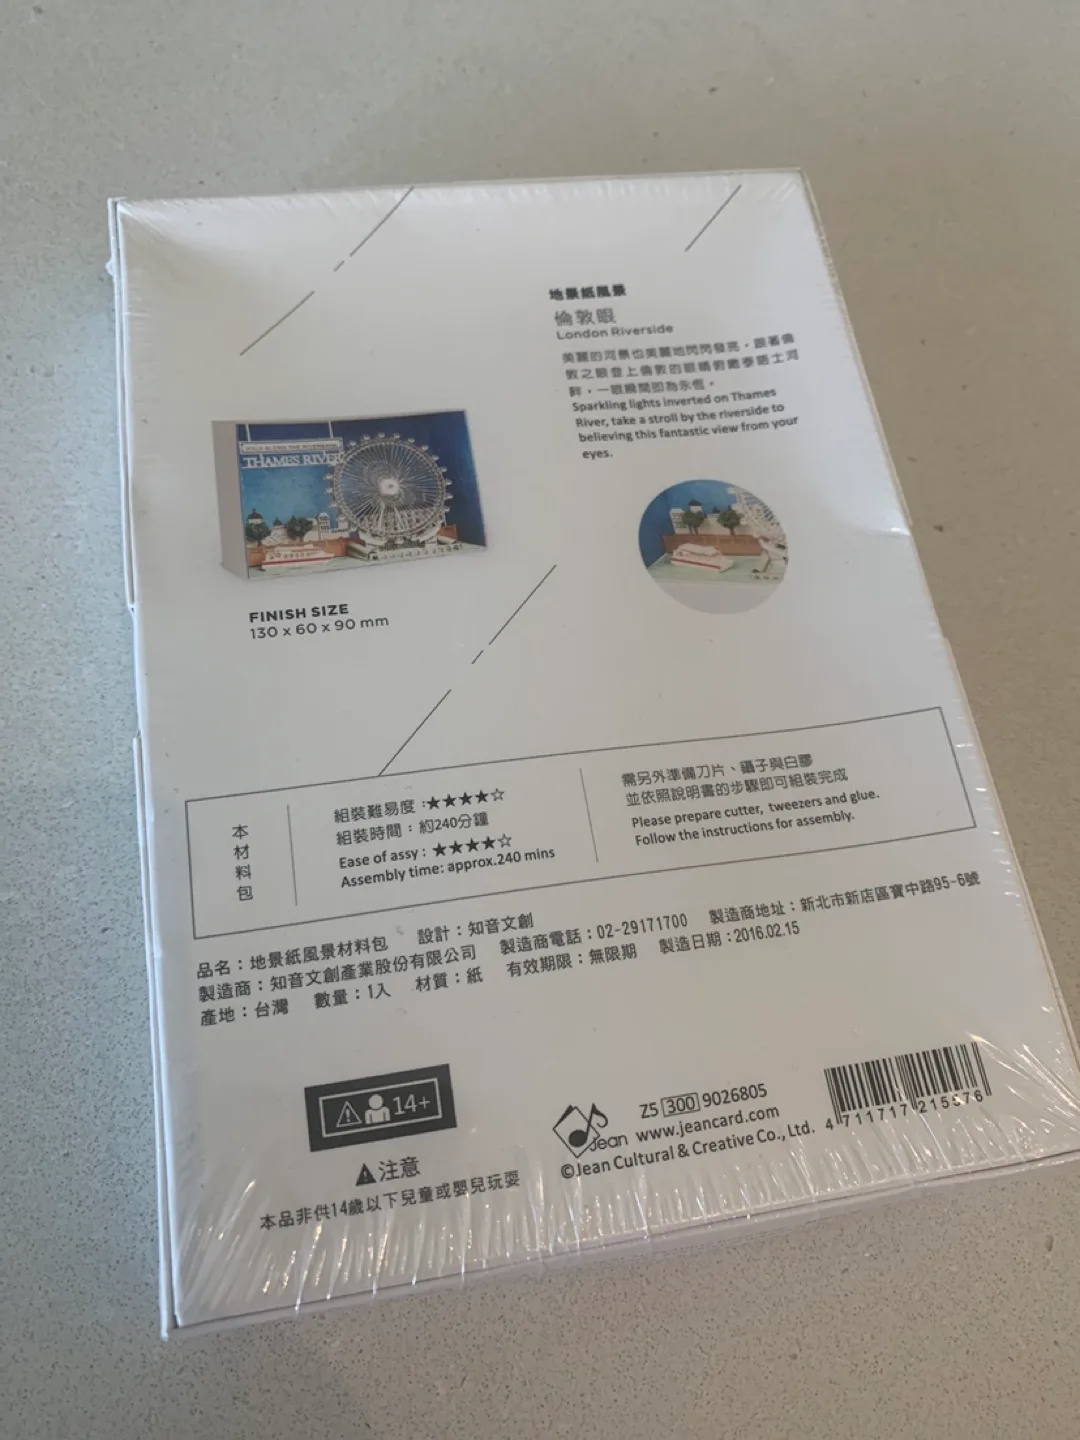 地景紙風景
倫敦眼
London Riverside
美麗的河景也美麗地閃閃發亮，跟著倫
敦之眼登上倫敦的眼睛俯瞰泰晤士河
畔，一眼瞬間即為永恆。
Sparkling lights inverted on Thames
River, take a stroll by the riverside to
believing this fantastic view from your
eyes.
THAMES RIVER
FINISH SIZE
130 x 60 x 90 mm
本材料包
組裝難易度：★★★★☆
組裝時間：約240分鐘
Ease of assy : ★★★★☆
Assembly time: approx.240 mins
需另外準備刀片、鑷子與白膠
並依照說明書的步驟即可組裝完成
Please prepare cutter, tweezers and glue.
Follow the instructions for assembly.
品名：地景紙風景材料包 設計：知音文創
製造商：知音文創產業股份有限公司 製造商電話：02-29171700 製造商地址：新北市新店區寶中路95-6號
產地：台灣 數量：1入 材質：紙 有效期限：無限期 製造日期：2016.02.15
14+
注意
本品非供14歲以下兒童或嬰兒玩耍
Jean
Z5 300 9026805
www.jeancard.com
©Jean Cultural & Creative Co., Ltd.
4 711717 215576